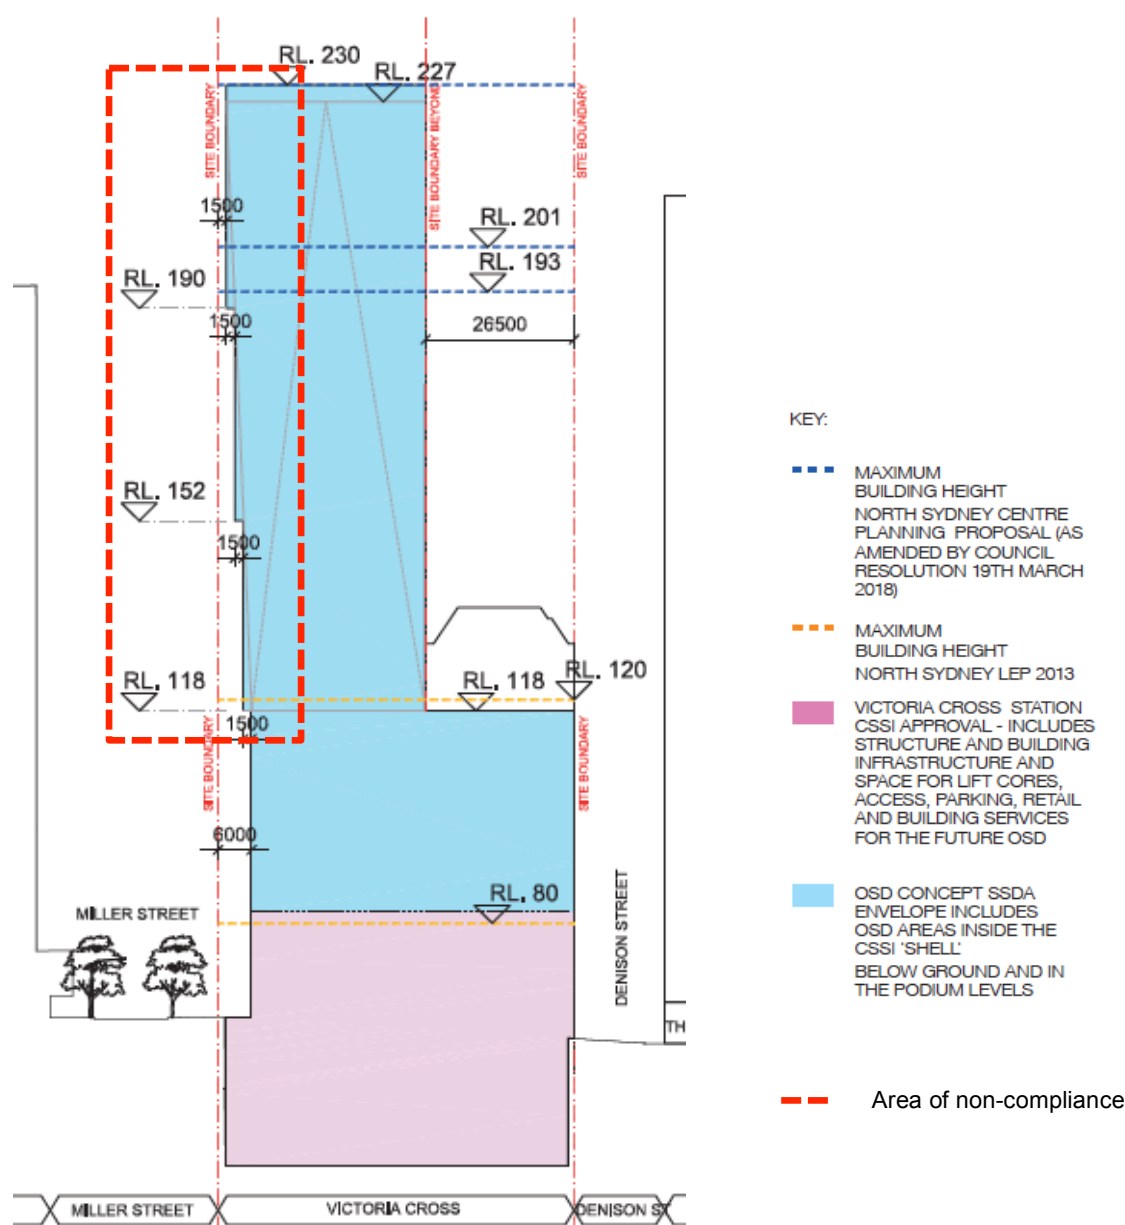 RL. 230
RL. 227
SITE BOUNDARY
SITE BOUNDARY BEYOND
SITE BOUNDARY
1500
RL. 201
RL. 193
RL. 190
1500
26500
RL. 152
1500
RL. 118
RL. 118
RL. 120
1500
SITE BOUNDARY
SITE BOUNDARY
6000
RL. 80
MILLER STREET
DENISON STREET
TH
MILLER STREET
VICTORIA CROSS
DENISON ST
KEY:
MAXIMUM
BUILDING HEIGHT
NORTH SYDNEY CENTRE
PLANNING PROPOSAL (AS
AMENDED BY COUNCIL
RESOLUTION 19TH MARCH
2018)
MAXIMUM
BUILDING HEIGHT
NORTH SYDNEY LEP 2013
VICTORIA CROSS STATION
CSSI APPROVAL - INCLUDES
STRUCTURE AND BUILDING
INFRASTRUCTURE AND
SPACE FOR LIFT CORES,
ACCESS, PARKING, RETAIL
AND BUILDING SERVICES
FOR THE FUTURE OSD
OSD CONCEPT SSDA
ENVELOPE INCLUDES
OSD AREAS INSIDE THE
CSSI 'SHELL'
BELOW GROUND AND IN
THE PODIUM LEVELS
Area of non-compliance